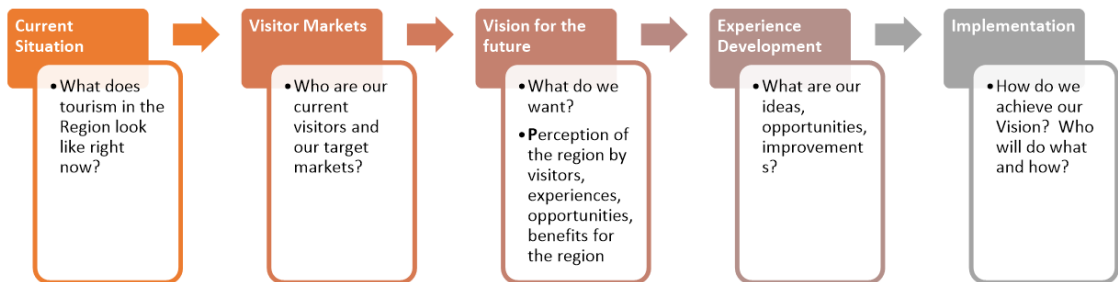 Current
Situation
• What does
tourism in the
Region look
like right
now?
Visitor Markets
• Who are our
current
visitors and
our target
markets?
Vision for the
future
• What do we
want?
• Perception of
the region by
visitors,
experiences,
opportunities,
benefits for
the region
Experience
Development
• What are our
ideas,
opportunities,
improvement
s?
Implementation
• How do we
achieve our
Vision?  Who
will do what
and how?